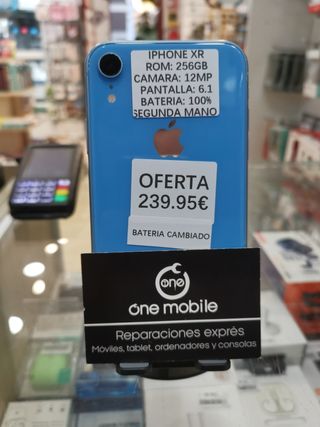 IPHONE XR
ROM: 256GB
CAMARA: 12MP
PANTALLA: 6.1
BATERIA: 100%
SEGUNDA MANO
OFERTA
239.95€
BATERIA CAMBIADO
one
óne mobile
Reparaciones exprés
Móviles, tablet, ordenadores y consolas